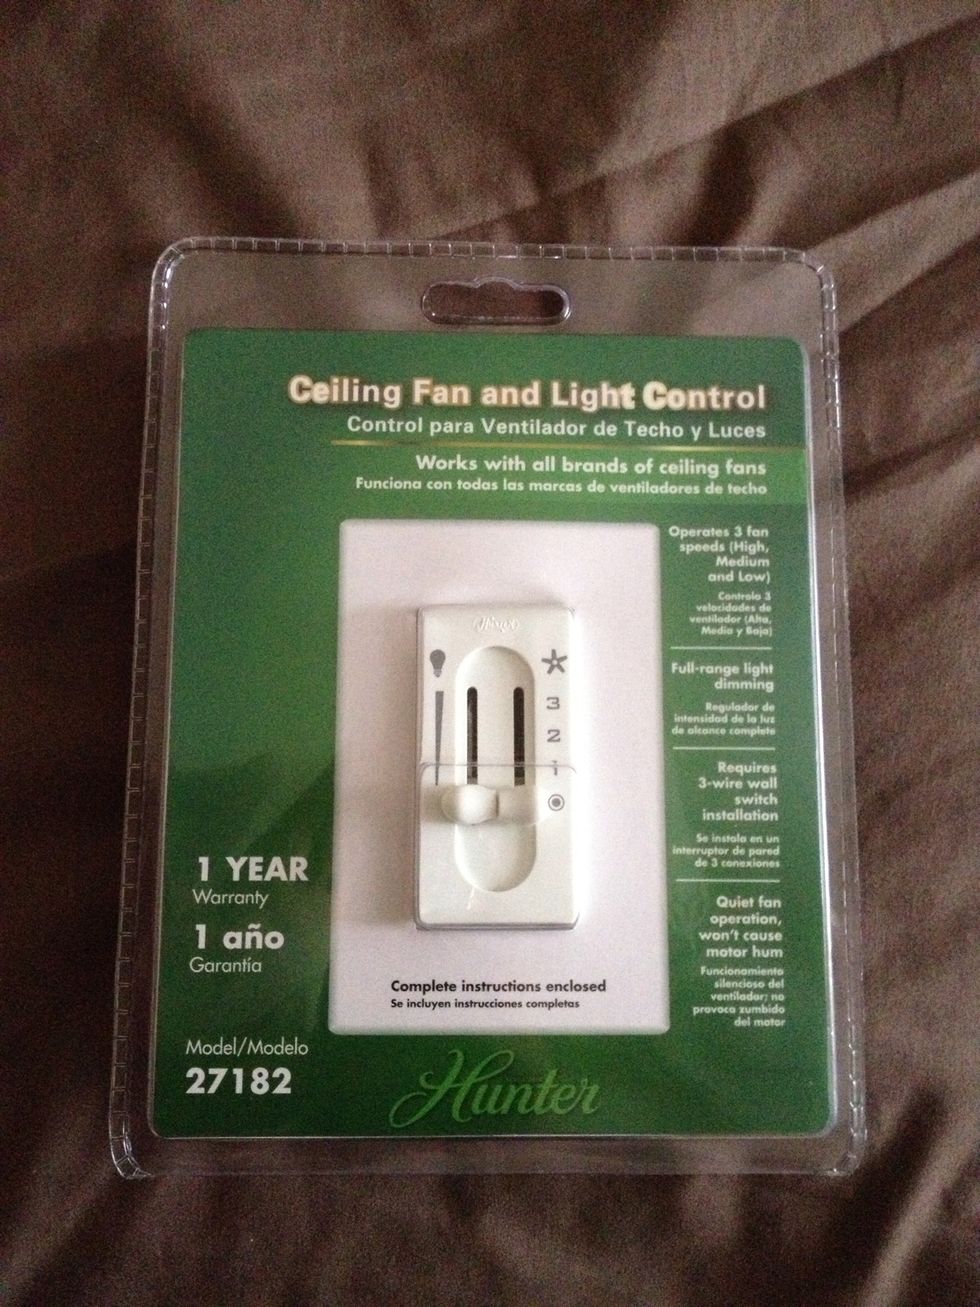 Ceiling Fan and Light Control
Control para Ventilador de Techo y Luces
Works with all brands of ceiling fans
Funciona con todas las marcas de ventiladores de techo
Operates 3 fan
speeds (High,
Medium
and Low)
Controla 3
velocidades de
ventilador (Alta,
Media y Baja)
Full-range light
dimming
Regulador de
intensidad de la luz
de alcance completo
Requires
3-wire wall
switch
installation
Se instala en un
interruptor de pared
de 3 conexiones
Quiet fan
operation,
won't cause
motor hum
Funcionamiento
silencioso del
ventilador; no
provoca zumbido
del motor
Hunter
3
2
1
1 YEAR
Warranty
1 año
Garantía
Complete instructions enclosed
Se incluyen instrucciones completas
Model/Modelo
27182
Hunter